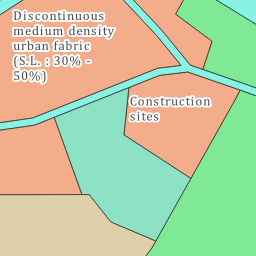 Discontinuous
medium density
urban fabric
(S.L. : 30% -
50%)
Construction
sites